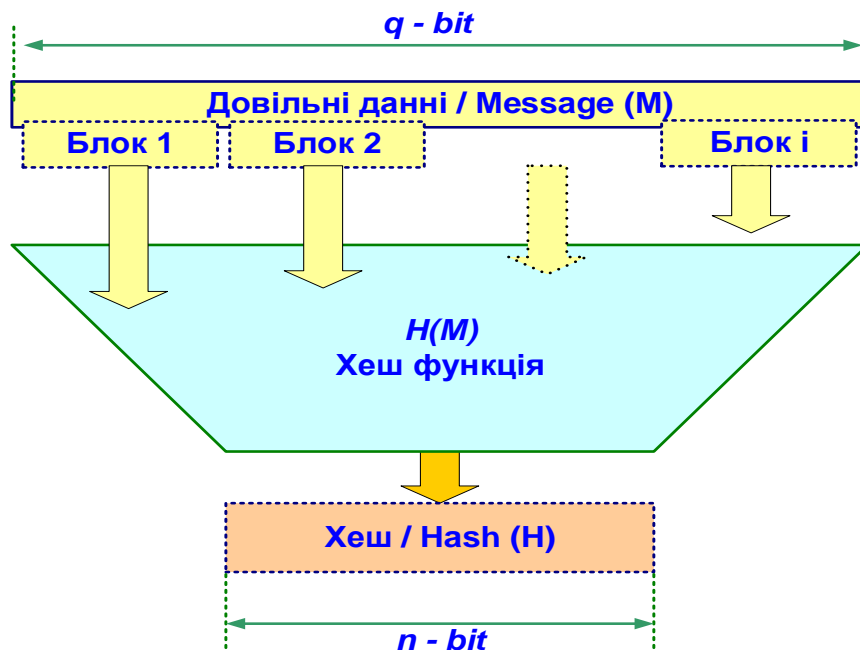 q - bit
Довільні данні / Message (M)
Блок 1
Блок 2
Блок i
H(M)
Хеш функція
Хеш / Hash (H)
n - bit